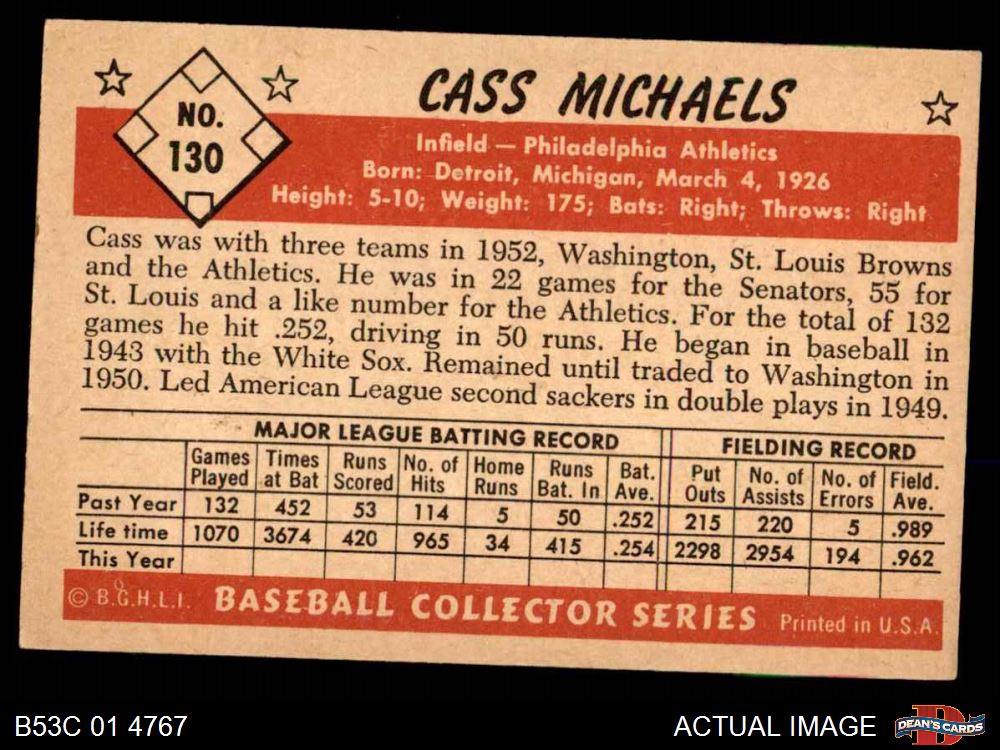 NO.
130
CASS MICHAELS
Infield — Philadelphia Athletics
Born: Detroit, Michigan, March 4, 1926
Height: 5-10; Weight: 175; Bats: Right; Throws: Right
Cass was with three teams in 1952, Washington, St. Louis Browns
and the Athletics. He was in 22 games for the Senators, 55 for
St. Louis and a like number for the Athletics. For the total of 132
games he hit .252, driving in 50 runs. He began in baseball in
1943 with the White Sox. Remained until traded to Washington in
1950. Led American League second sackers in double plays in 1949.
MAJOR LEAGUE BATTING RECORD FIELDING RECORD
Games Times Runs No. of Home Runs Bat. Put No. of No. of Field.
Played at Bat Scored Hits Runs Bat. In Ave. Outs Assists Errors Ave.
Past Year 132 452 53 114 5 50 .252 215 220 5 .989
Life time 1070 3674 420 965 34 415 .254 2298 2954 194 .962
This Year
© B.G.H.L.I. BASEBALL COLLECTOR SERIES Printed in U.S.A.
B53C 01 4767 ACTUAL IMAGE DEAN'S CARDS